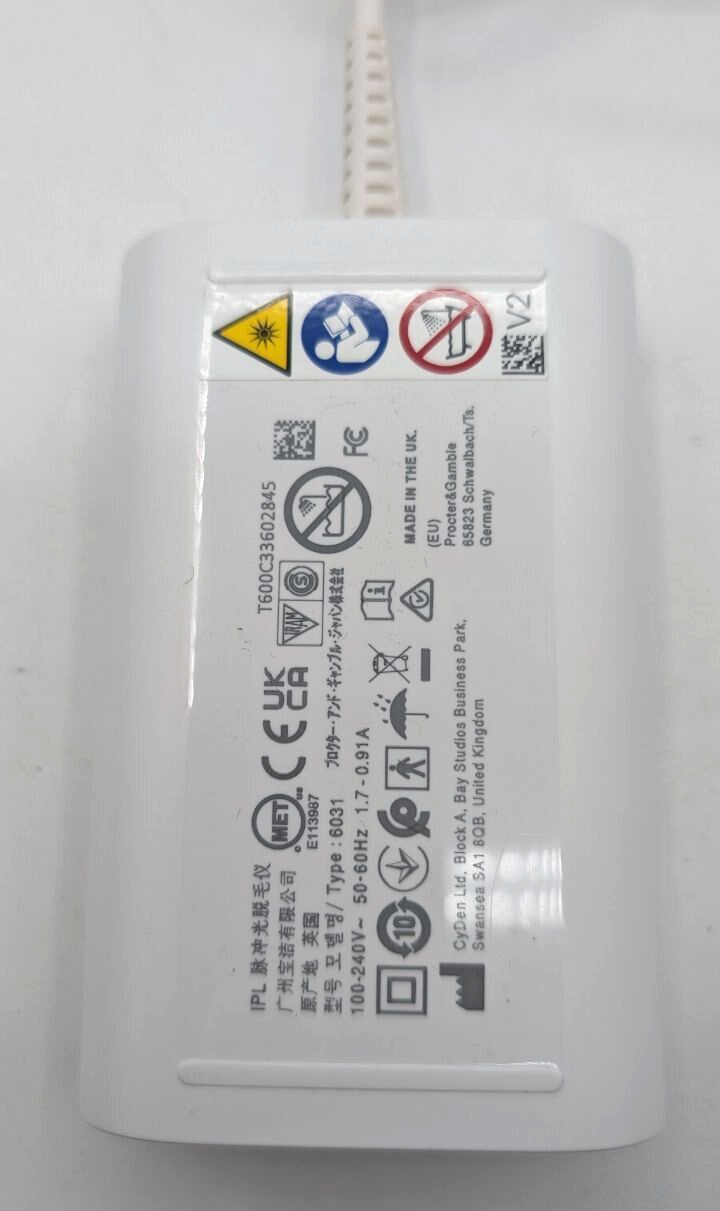 IPL 脉冲光脱毛仪
广州宝洁有限公司
原产地 英国
型号 모델명/ Type : 6031
100-240V~ 50-60Hz 1.7 - 0.91A
MET
us
E113987
CE
UK
CA
プロクター・アンド・ギャンブル・ジャパン株式会社
TRAM
T600C33602845
FC
10
CyDen Ltd, Block A, Bay Studios Business Park,
Swansea SA1 8QB, United Kingdom
MADE IN THE UK.
(EU)
Procter&Gamble
65823 Schwalbach/Ts.
Germany
V2